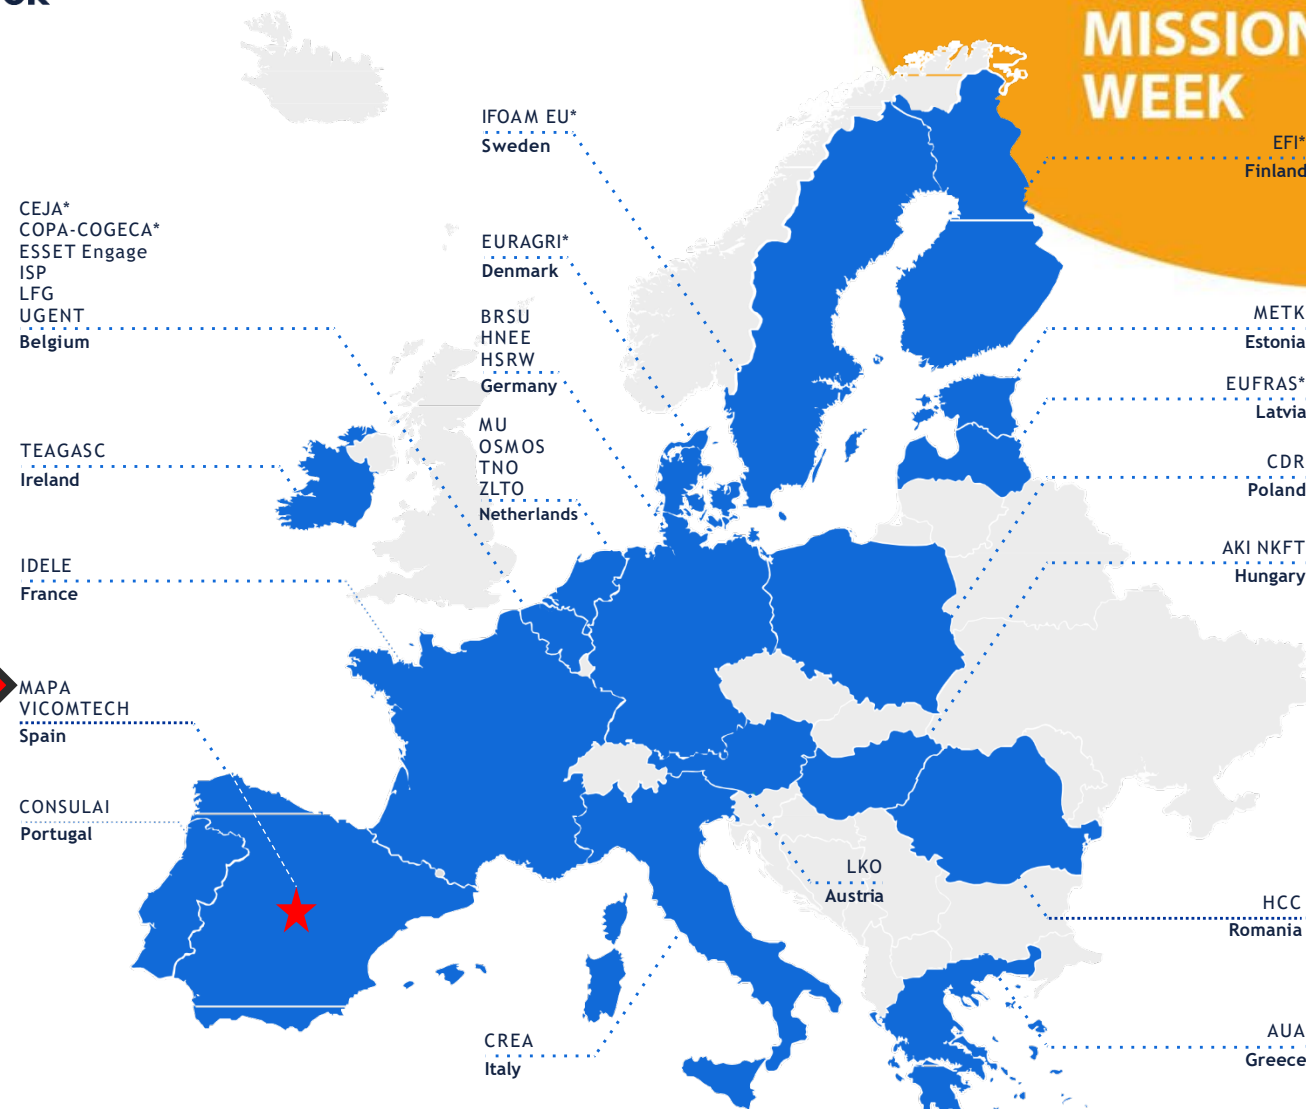 MISSION
WEEK
IFOAM EU*
Sweden
EFI*
Finland
CEJA*
COPA-COGECA*
ESSET Engage
ISP
LFG
UGENT
Belgium
EURAGRI*
Denmark
BRSU
HNEE
HSRW
Germany
METK
Estonia
EUFRAS*
Latvia
MU
OSMOS
TNO
ZLTO
Netherlands
TEAGASC
Ireland
CDR
Poland
IDELE
France
AKI NKFT
Hungary
MAPA
VICOMTECH
Spain
CONSULAI
Portugal
LKO
Austria
HCC
Romania
CREA
Italy
AUA
Greece